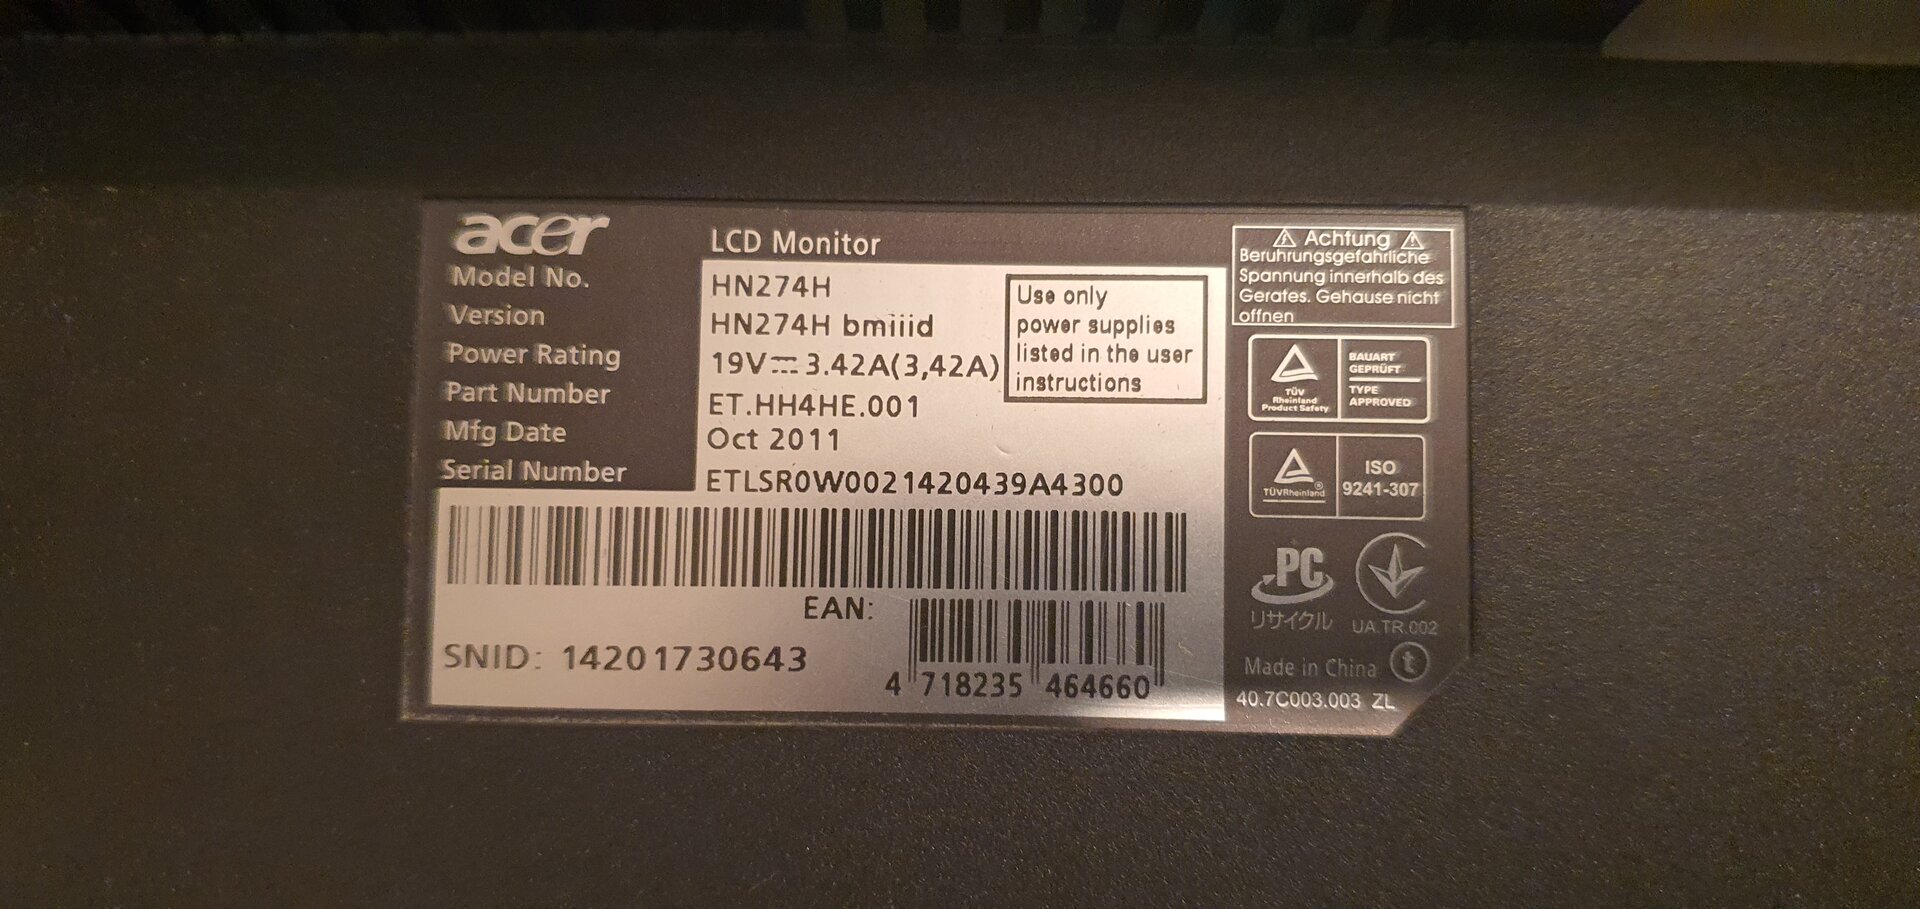 acer
LCD Monitor
Model No. HN274H
Version HN274H bmiiid
Power Rating 19V⎓3.42A(3,42A)
Part Number ET.HH4HE.001
Mfg Date Oct 2011
Serial Number ETLSR0W0021420439A4300
Use only
power supplies
listed in the user
instructions
EAN:
SNID: 14201730643
4 718235 464660
⚠ Achtung ⚠
Beruhrungsgefahrliche
Spannung innerhalb des
Gerates. Gehause nicht
offnen
TÜV
Rheinland
Product Safety
BAUART
GEPRÜFT
TYPE
APPROVED
TÜVRheinland®
ISO
9241-307
PC
リサイクル
UA.TR.002
Made in China t
40.7C003.003 ZL